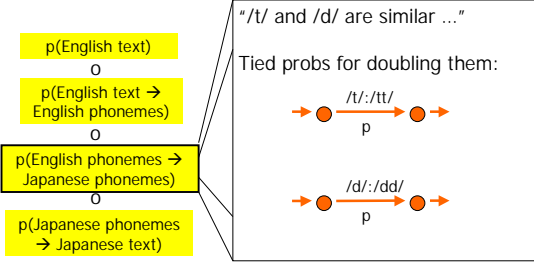 p(English text)
o
p(English text →
English phonemes)
o
p(English phonemes →
Japanese phonemes)
o
p(Japanese phonemes
→ Japanese text)
“/t/ and /d/ are similar …”
Tied probs for doubling them:
/t/:/tt/
p
/d/:/dd/
p